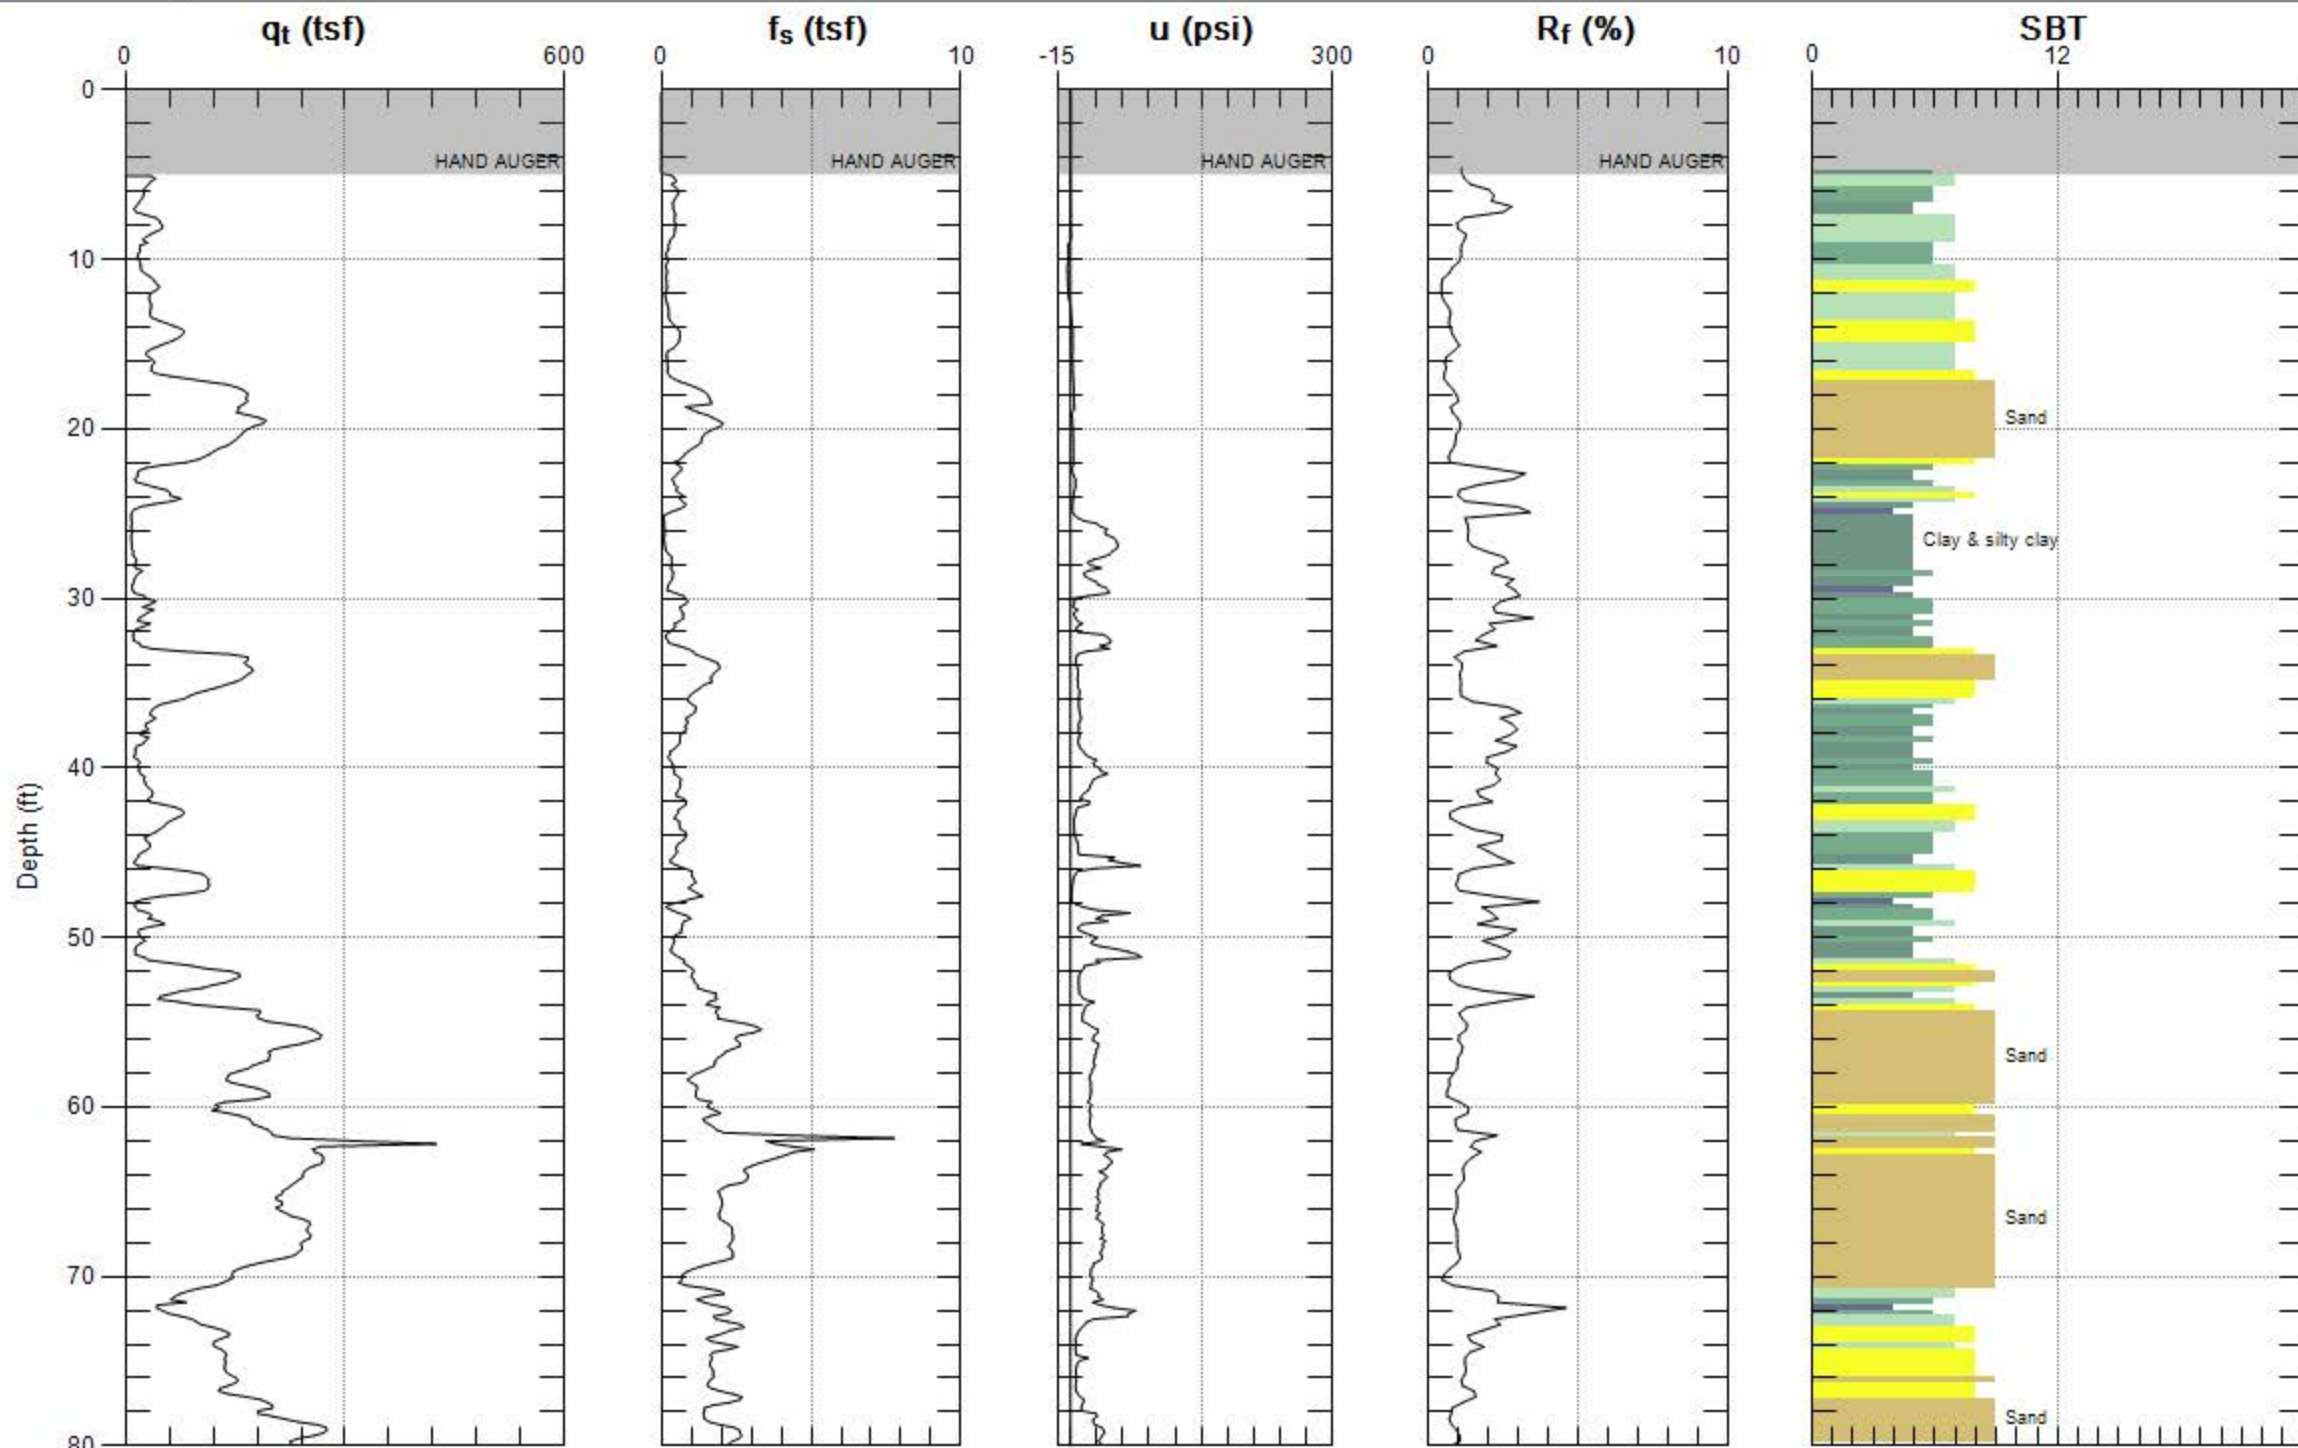 qt (tsf) fs (tsf) u (psi) Rf (%) SBT
0 600 0 10 -15 300 0 10 0 12
0
HAND AUGER HAND AUGER HAND AUGER HAND AUGER
10
Sand
20
Clay & silty clay
30
40
Depth (ft)
50
Sand
60
Sand
70
Sand
80